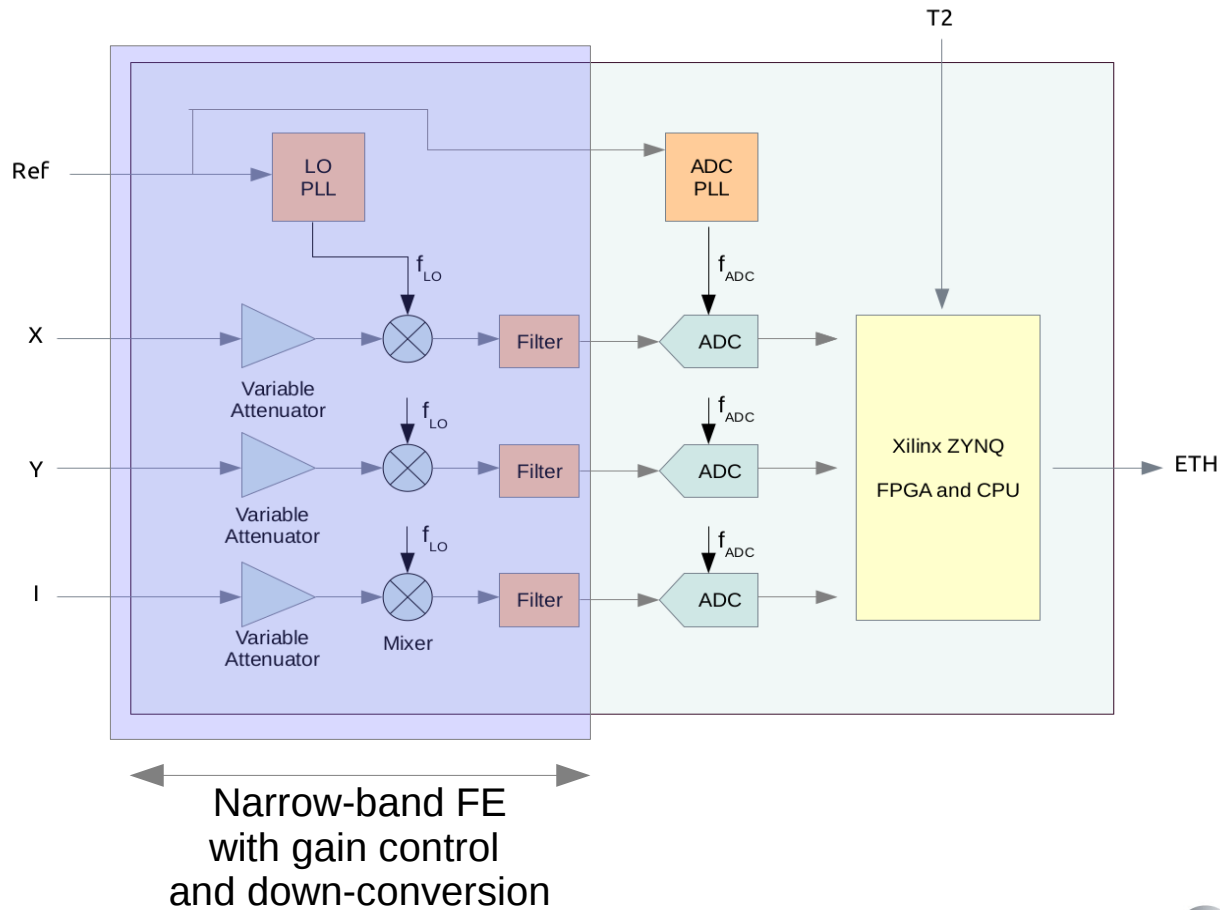 T2
Ref
LO
PLL
ADC
PLL
fLO
fADC
X
Filter
ADC
Variable
Attenuator
fLO
fADC
Y
Filter
ADC
Xilinx ZYNQ
FPGA and CPU
ETH
Variable
Attenuator
fLO
fADC
I
Filter
ADC
Variable
Attenuator
Mixer
Narrow-band FE
with gain control
and down-conversion